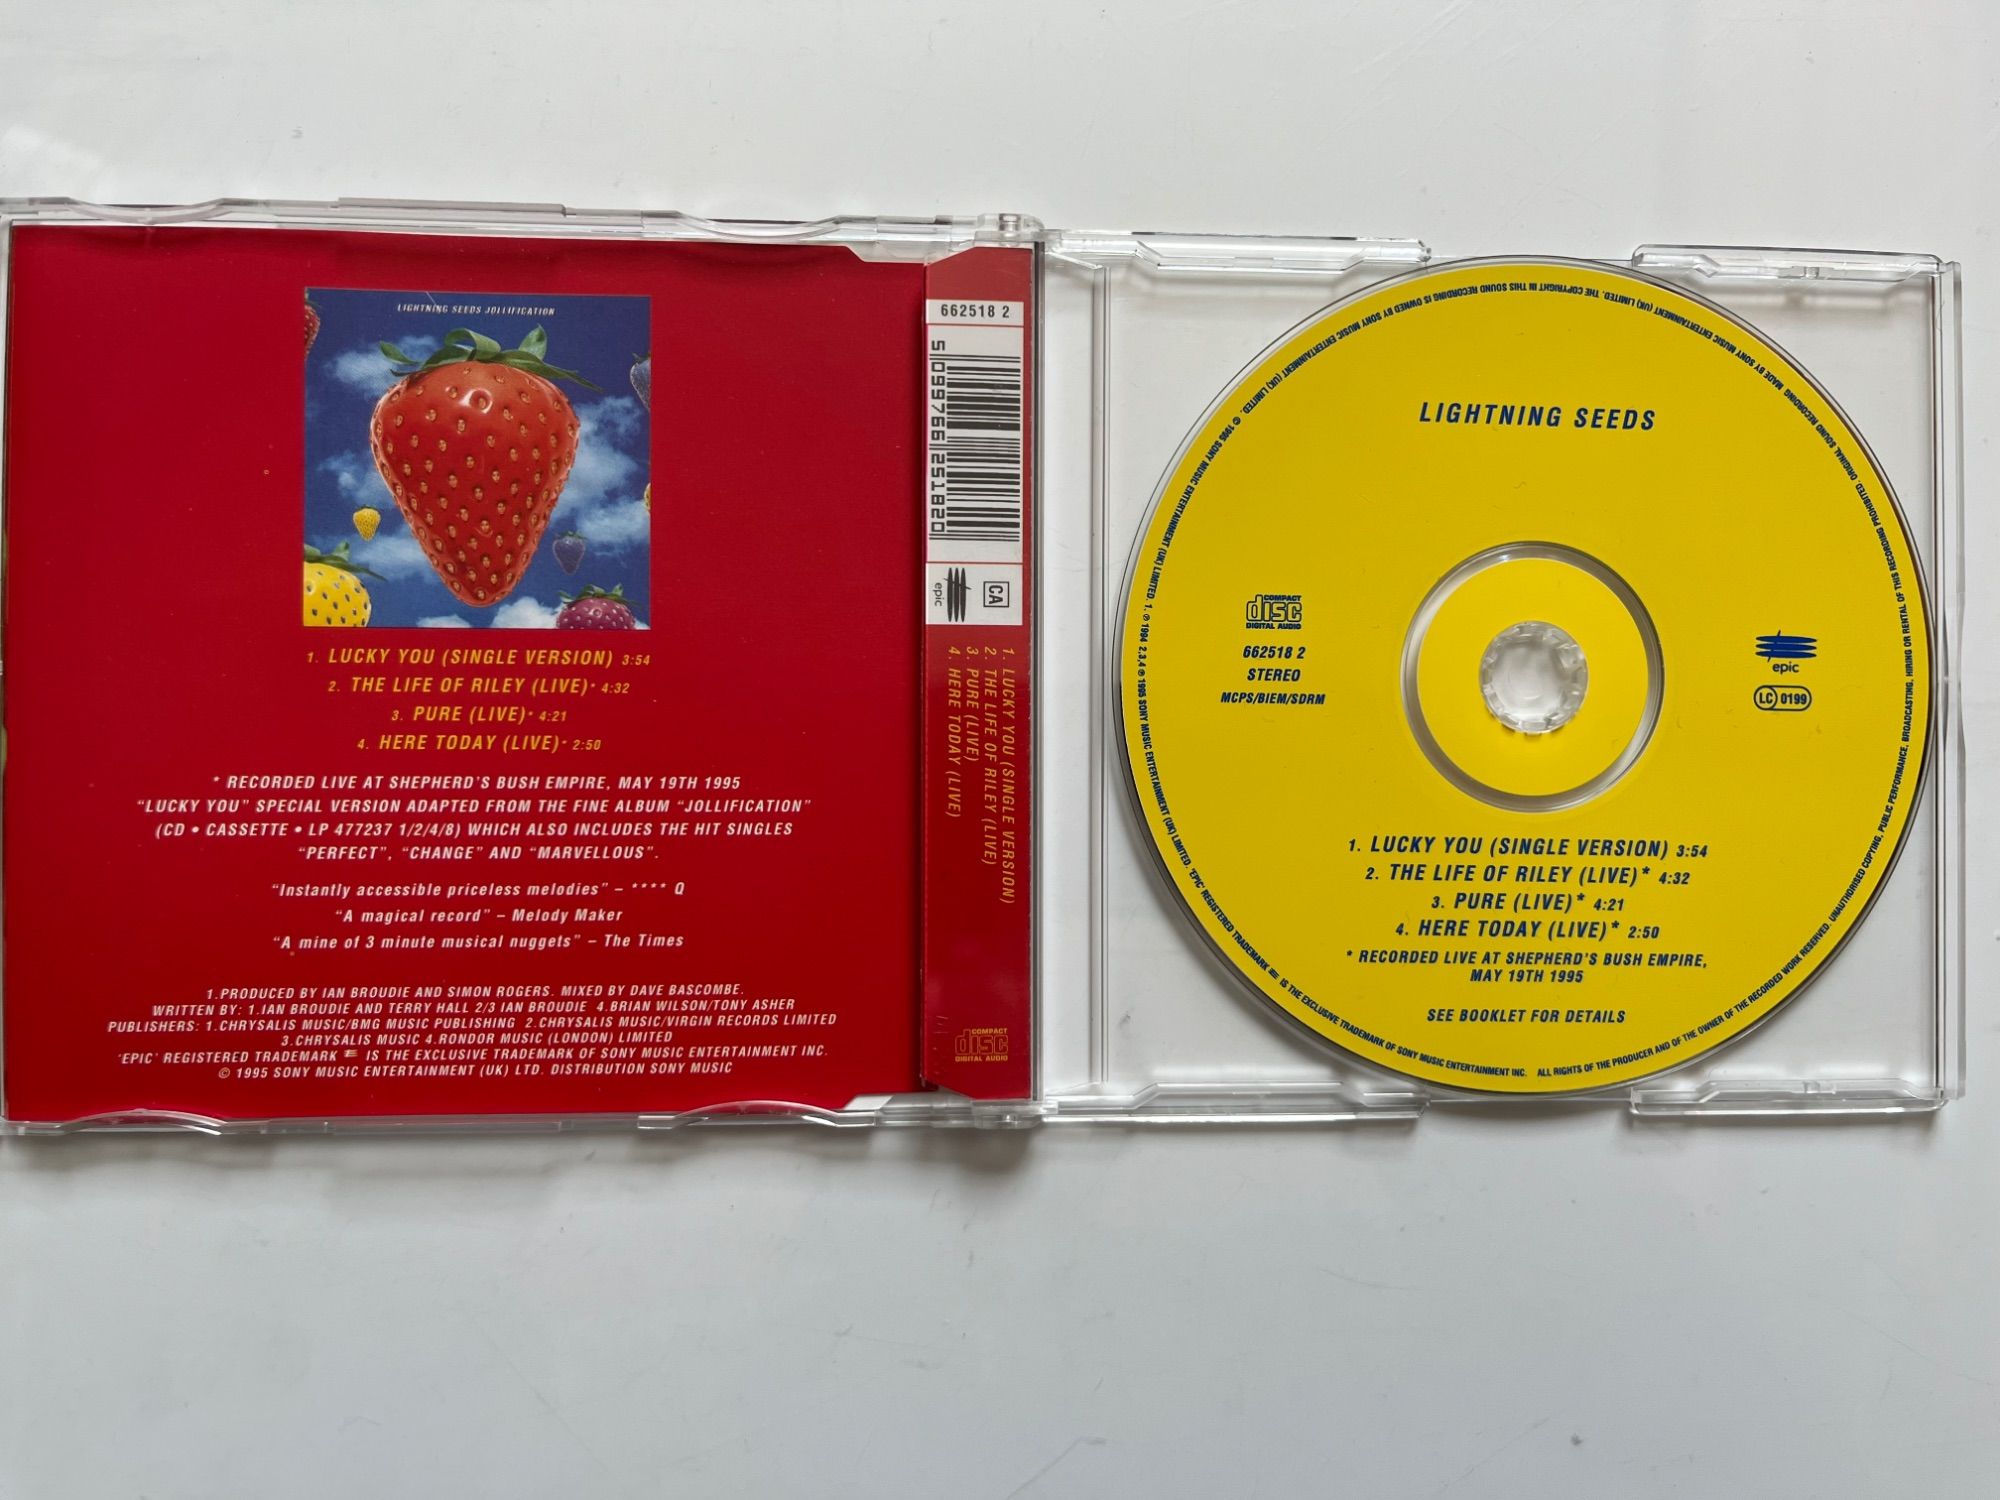 LIGHTNING SEEDS JOLLIFICATION
1. LUCKY YOU (SINGLE VERSION) 3:54
2. THE LIFE OF RILEY (LIVE)* 4:32
3. PURE (LIVE)* 4:21
4. HERE TODAY (LIVE)* 2:50
* RECORDED LIVE AT SHEPHERD'S BUSH EMPIRE, MAY 19TH 1995
"LUCKY YOU" SPECIAL VERSION ADAPTED FROM THE FINE ALBUM "JOLLIFICATION"
(CD • CASSETTE • LP 477237 1/2/4/8) WHICH ALSO INCLUDES THE HIT SINGLES
"PERFECT", "CHANGE" AND "MARVELLOUS".
"Instantly accessible priceless melodies" – **** Q
"A magical record" – Melody Maker
"A mine of 3 minute musical nuggets" – The Times
1.PRODUCED BY IAN BROUDIE AND SIMON ROGERS. MIXED BY DAVE BASCOMBE.
WRITTEN BY: 1.IAN BROUDIE AND TERRY HALL 2/3 IAN BROUDIE 4.BRIAN WILSON/TONY ASHER
PUBLISHERS: 1.CHRYSALIS MUSIC/BMG MUSIC PUBLISHING 2.CHRYSALIS MUSIC/VIRGIN RECORDS LIMITED
3.CHRYSALIS MUSIC 4.RONDOR MUSIC (LONDON) LIMITED
'EPIC' REGISTERED TRADEMARK IS THE EXCLUSIVE TRADEMARK OF SONY MUSIC ENTERTAINMENT INC.
© 1995 SONY MUSIC ENTERTAINMENT (UK) LTD. DISTRIBUTION SONY MUSIC
662518 2
5 099766 251820
epic
CA
1. LUCKY YOU (SINGLE VERSION)
2. THE LIFE OF RILEY (LIVE)
3. PURE (LIVE)
4. HERE TODAY (LIVE)
COMPACT
disc
DIGITAL AUDIO
LIGHTNING SEEDS
COMPACT
disc
DIGITAL AUDIO
662518 2
STEREO
MCPS/BIEM/SDRM
epic
LC 0199
1. LUCKY YOU (SINGLE VERSION) 3:54
2. THE LIFE OF RILEY (LIVE)* 4:32
3. PURE (LIVE)* 4:21
4. HERE TODAY (LIVE)* 2:50
* RECORDED LIVE AT SHEPHERD'S BUSH EMPIRE,
MAY 19TH 1995
SEE BOOKLET FOR DETAILS
1. ℗ 1994 2,3,4 ℗ 1995 SONY MUSIC ENTERTAINMENT (UK) LIMITED. © 1995 SONY MUSIC ENTERTAINMENT (UK) LIMITED. THE COPYRIGHT IN THIS SOUND RECORDING IS OWNED BY SONY MUSIC ENTERTAINMENT (UK) LIMITED. MADE BY SONY MUSIC ENTERTAINMENT. ORIGINAL SOUND RECORDING
'EPIC' REGISTERED TRADEMARK IS THE EXCLUSIVE TRADEMARK OF SONY MUSIC ENTERTAINMENT INC. ALL RIGHTS OF THE PRODUCER AND OF THE OWNER OF THE RECORDED WORK RESERVED. UNAUTHORISED COPYING, PUBLIC PERFORMANCE, BROADCASTING, HIRING OR RENTAL OF THIS RECORDING PROHIBITED.